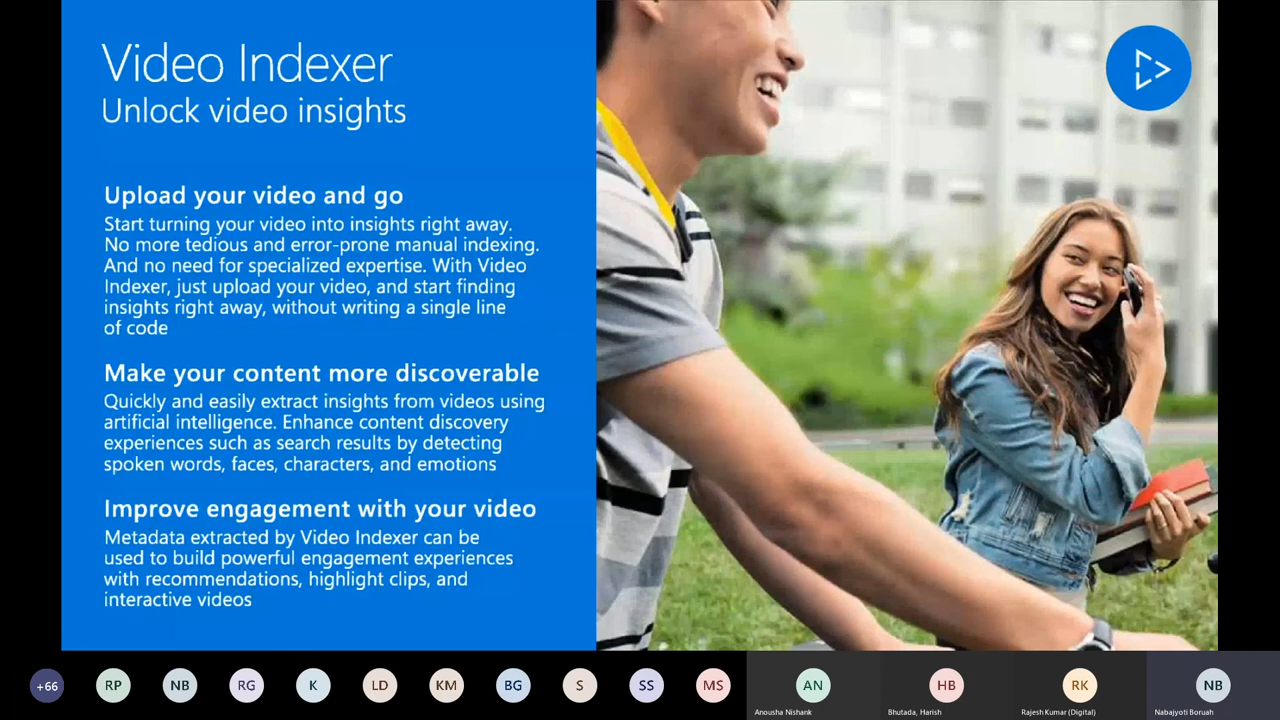 Video Indexer
Unlock video insights
Upload your video and go
Start turning your video into insights right away.
No more tedious and error-prone manual indexing.
And no need for specialized expertise. With Video
Indexer, just upload your video, and start finding
insights right away, without writing a single line
of code
Make your content more discoverable
Quickly and easily extract insights from videos using
artificial intelligence. Enhance content discovery
experiences such as search results by detecting
spoken words, faces, characters, and emotions
Improve engagement with your video
Metadata extracted by Video Indexer can be
used to build powerful engagement experiences
with recommendations, highlight clips, and
interactive videos
+66 RP NB RG K LD KM BG S SS MS AN HB RK NB
Anousha Nishank Bhutada, Harish Rajesh Kumar (Digital) Nabajyoti Boruah